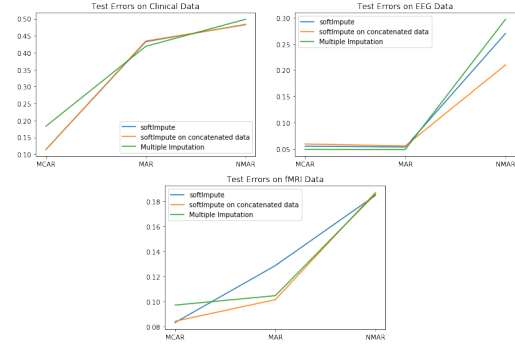 Test Errors on Clinical Data
0.50
0.45
0.40
0.35
0.30
0.25
0.20
0.15
0.10
softImpute
softImpute on concatenated data
Multiple Imputation
MCAR MAR NMAR
Test Errors on EEG Data
0.30
0.25
0.20
0.15
0.10
0.05
softImpute
softImpute on concatenated data
Multiple Imputation
MCAR MAR NMAR
Test Errors on fMRI Data
0.18
0.16
0.14
0.12
0.10
0.08
softImpute
softImpute on concatenated data
Multiple Imputation
MCAR MAR NMAR